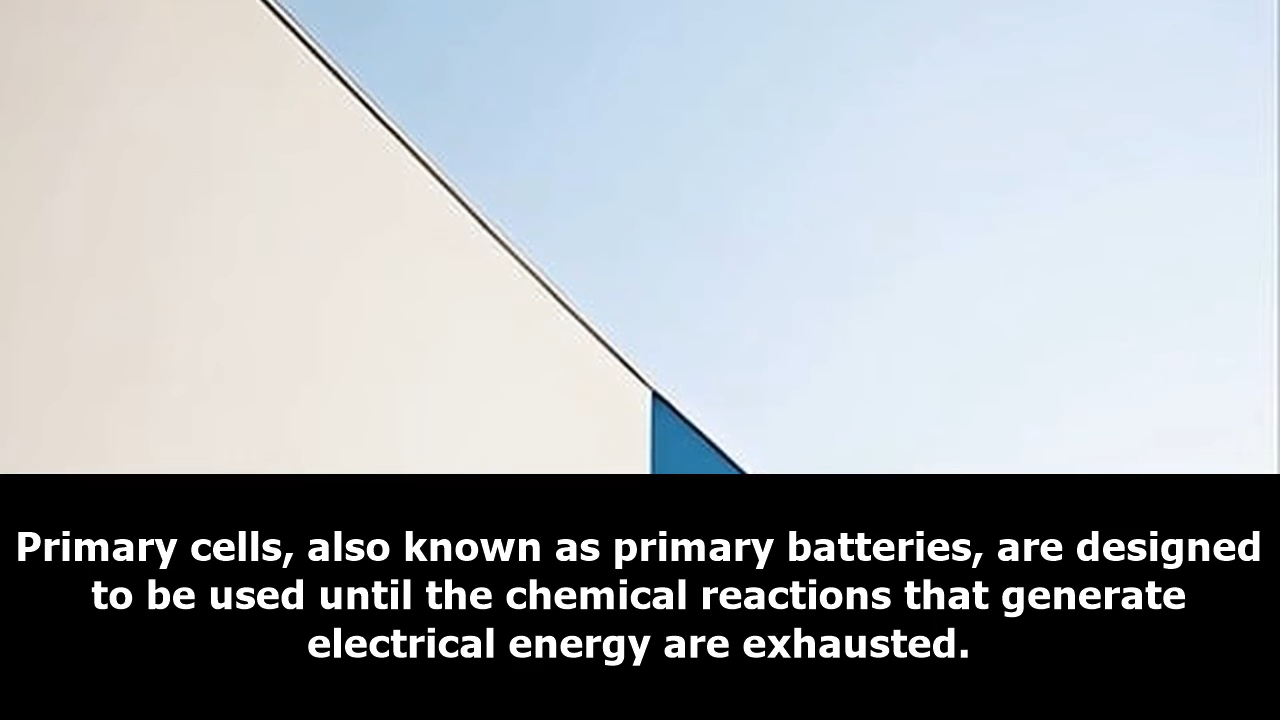 Primary cells, also known as primary batteries, are designed
to be used until the chemical reactions that generate
electrical energy are exhausted.